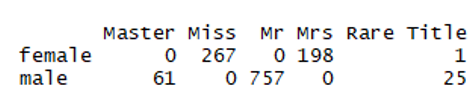 Master Miss Mr Mrs Rare Title
female 0 267 0 198 1
male 61 0 757 0 25